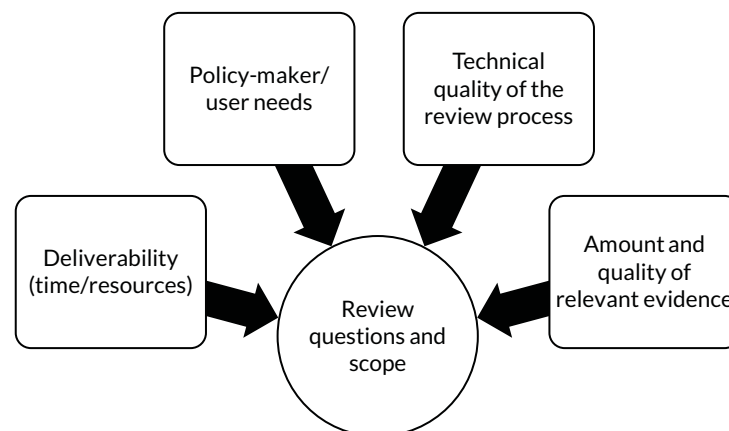 Policy-maker/
user needs
Technical
quality of the
review process
Deliverability
(time/resources)
Amount and
quality of
relevant evidence
Review
questions and
scope